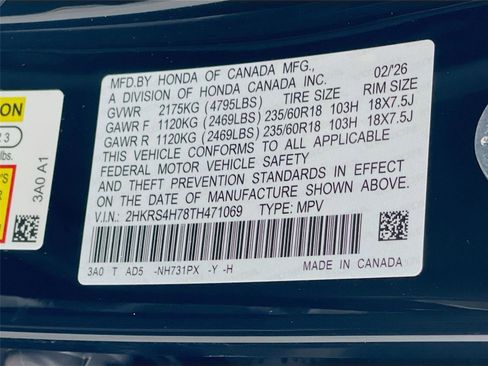 MFD.BY HONDA OF CANADA MFG., 02/26
A DIVISION OF HONDA CANADA INC.
GVWR 2175KG (4795LBS) TIRE SIZE RIM SIZE
GAWR F 1120KG (2469LBS) 235/60R18 103H 18X7.5J
GAWR R 1120KG (2469LBS) 235/60R18 103H 18X7.5J
THIS VEHICLE CONFORMS TO ALL APPLICABLE
FEDERAL MOTOR VEHICLE SAFETY
AND THEFT PREVENTION STANDARDS IN EFFECT
ON THE DATE OF MANUFACTURE SHOWN ABOVE.
V.I.N.: 2HKRS4H78TH471069 TYPE: MPV
3A0 T AD5 -NH731PX -Y -H MADE IN CANADA
ION
R 3
lbs.
3A0 A1